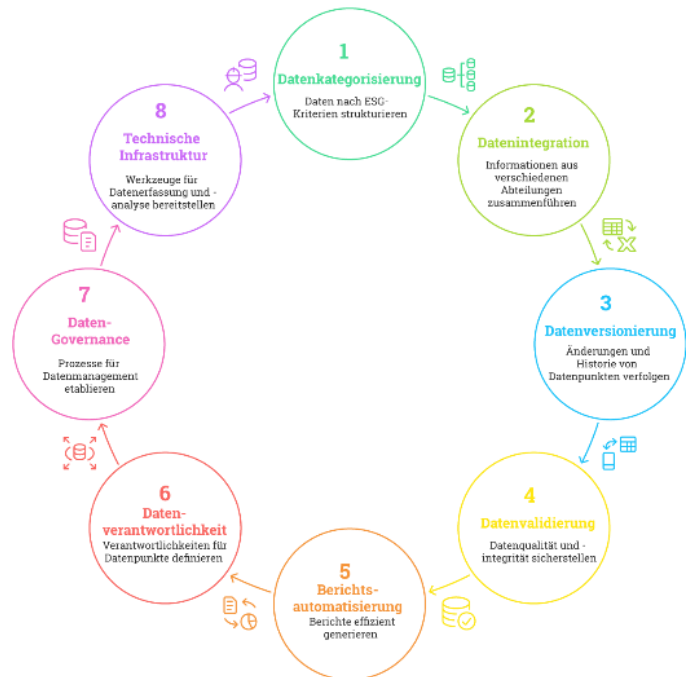 1
Datenkategorisierung
Daten nach ESG-
Kriterien strukturieren
2
Datenintegration
Informationen aus
verschiedenen
Abteilungen
zusammenführen
3
Datenversionierung
Änderungen und
Historie von
Datenpunkten verfolgen
4
Datenvalidierung
Datenqualität und -
integrität sicherstellen
5
Berichts-
automatisierung
Berichte effizient
generieren
6
Daten-
verantwortlichkeit
Verantwortlichkeiten für
Datenpunkte definieren
7
Daten-
Governance
Prozesse für
Datenmanagement
etablieren
8
Technische
Infrastruktur
Werkzeuge für
Datenerfassung und -
analyse bereitstellen